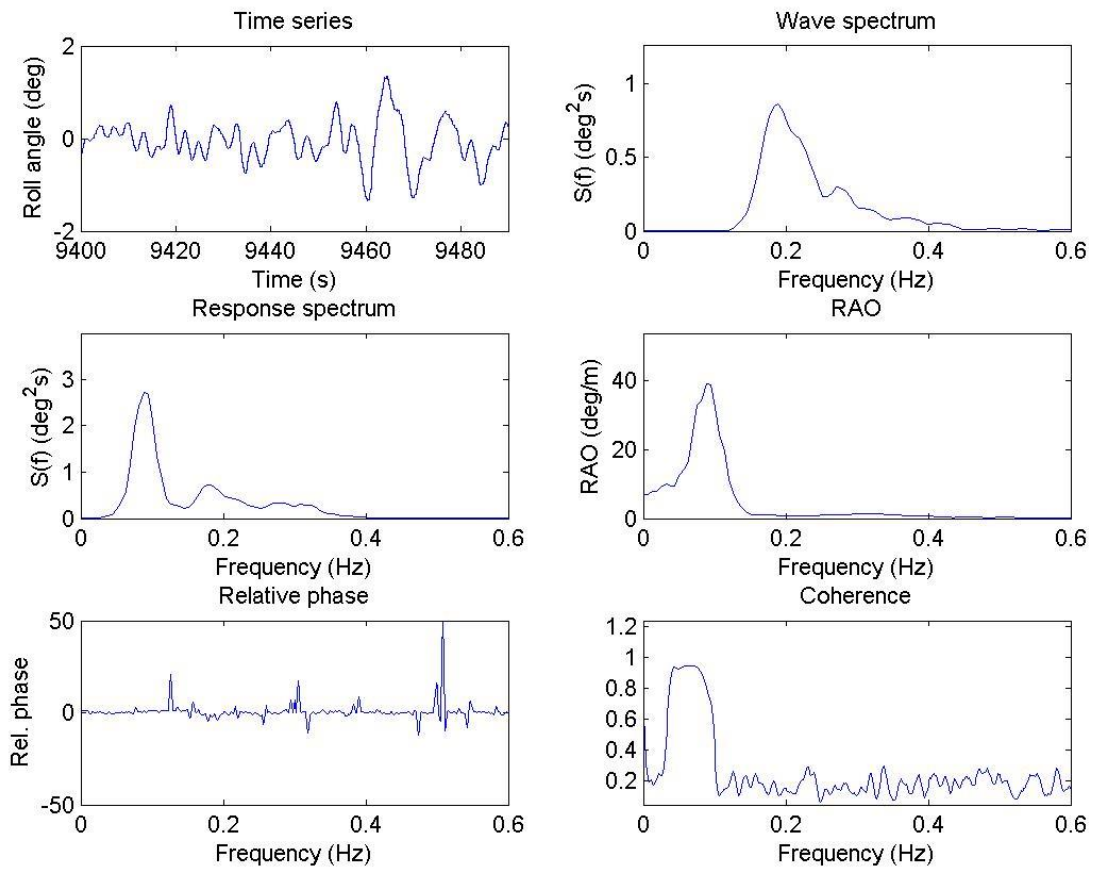 Time series
Roll angle (deg)
2
0
-2
9400 9420 9440 9460 9480
Time (s)
Wave spectrum
S(f) (deg²s)
1
0.5
0
0 0.2 0.4 0.6
Frequency (Hz)
Response spectrum
S(f) (deg²s)
3
2
1
0
0 0.2 0.4 0.6
Frequency (Hz)
RAO
RAO (deg/m)
40
20
0
0 0.2 0.4 0.6
Frequency (Hz)
Relative phase
Rel. phase
50
0
-50
0 0.2 0.4 0.6
Frequency (Hz)
Coherence
1.2
1
0.8
0.6
0.4
0.2
0 0.2 0.4 0.6
Frequency (Hz)